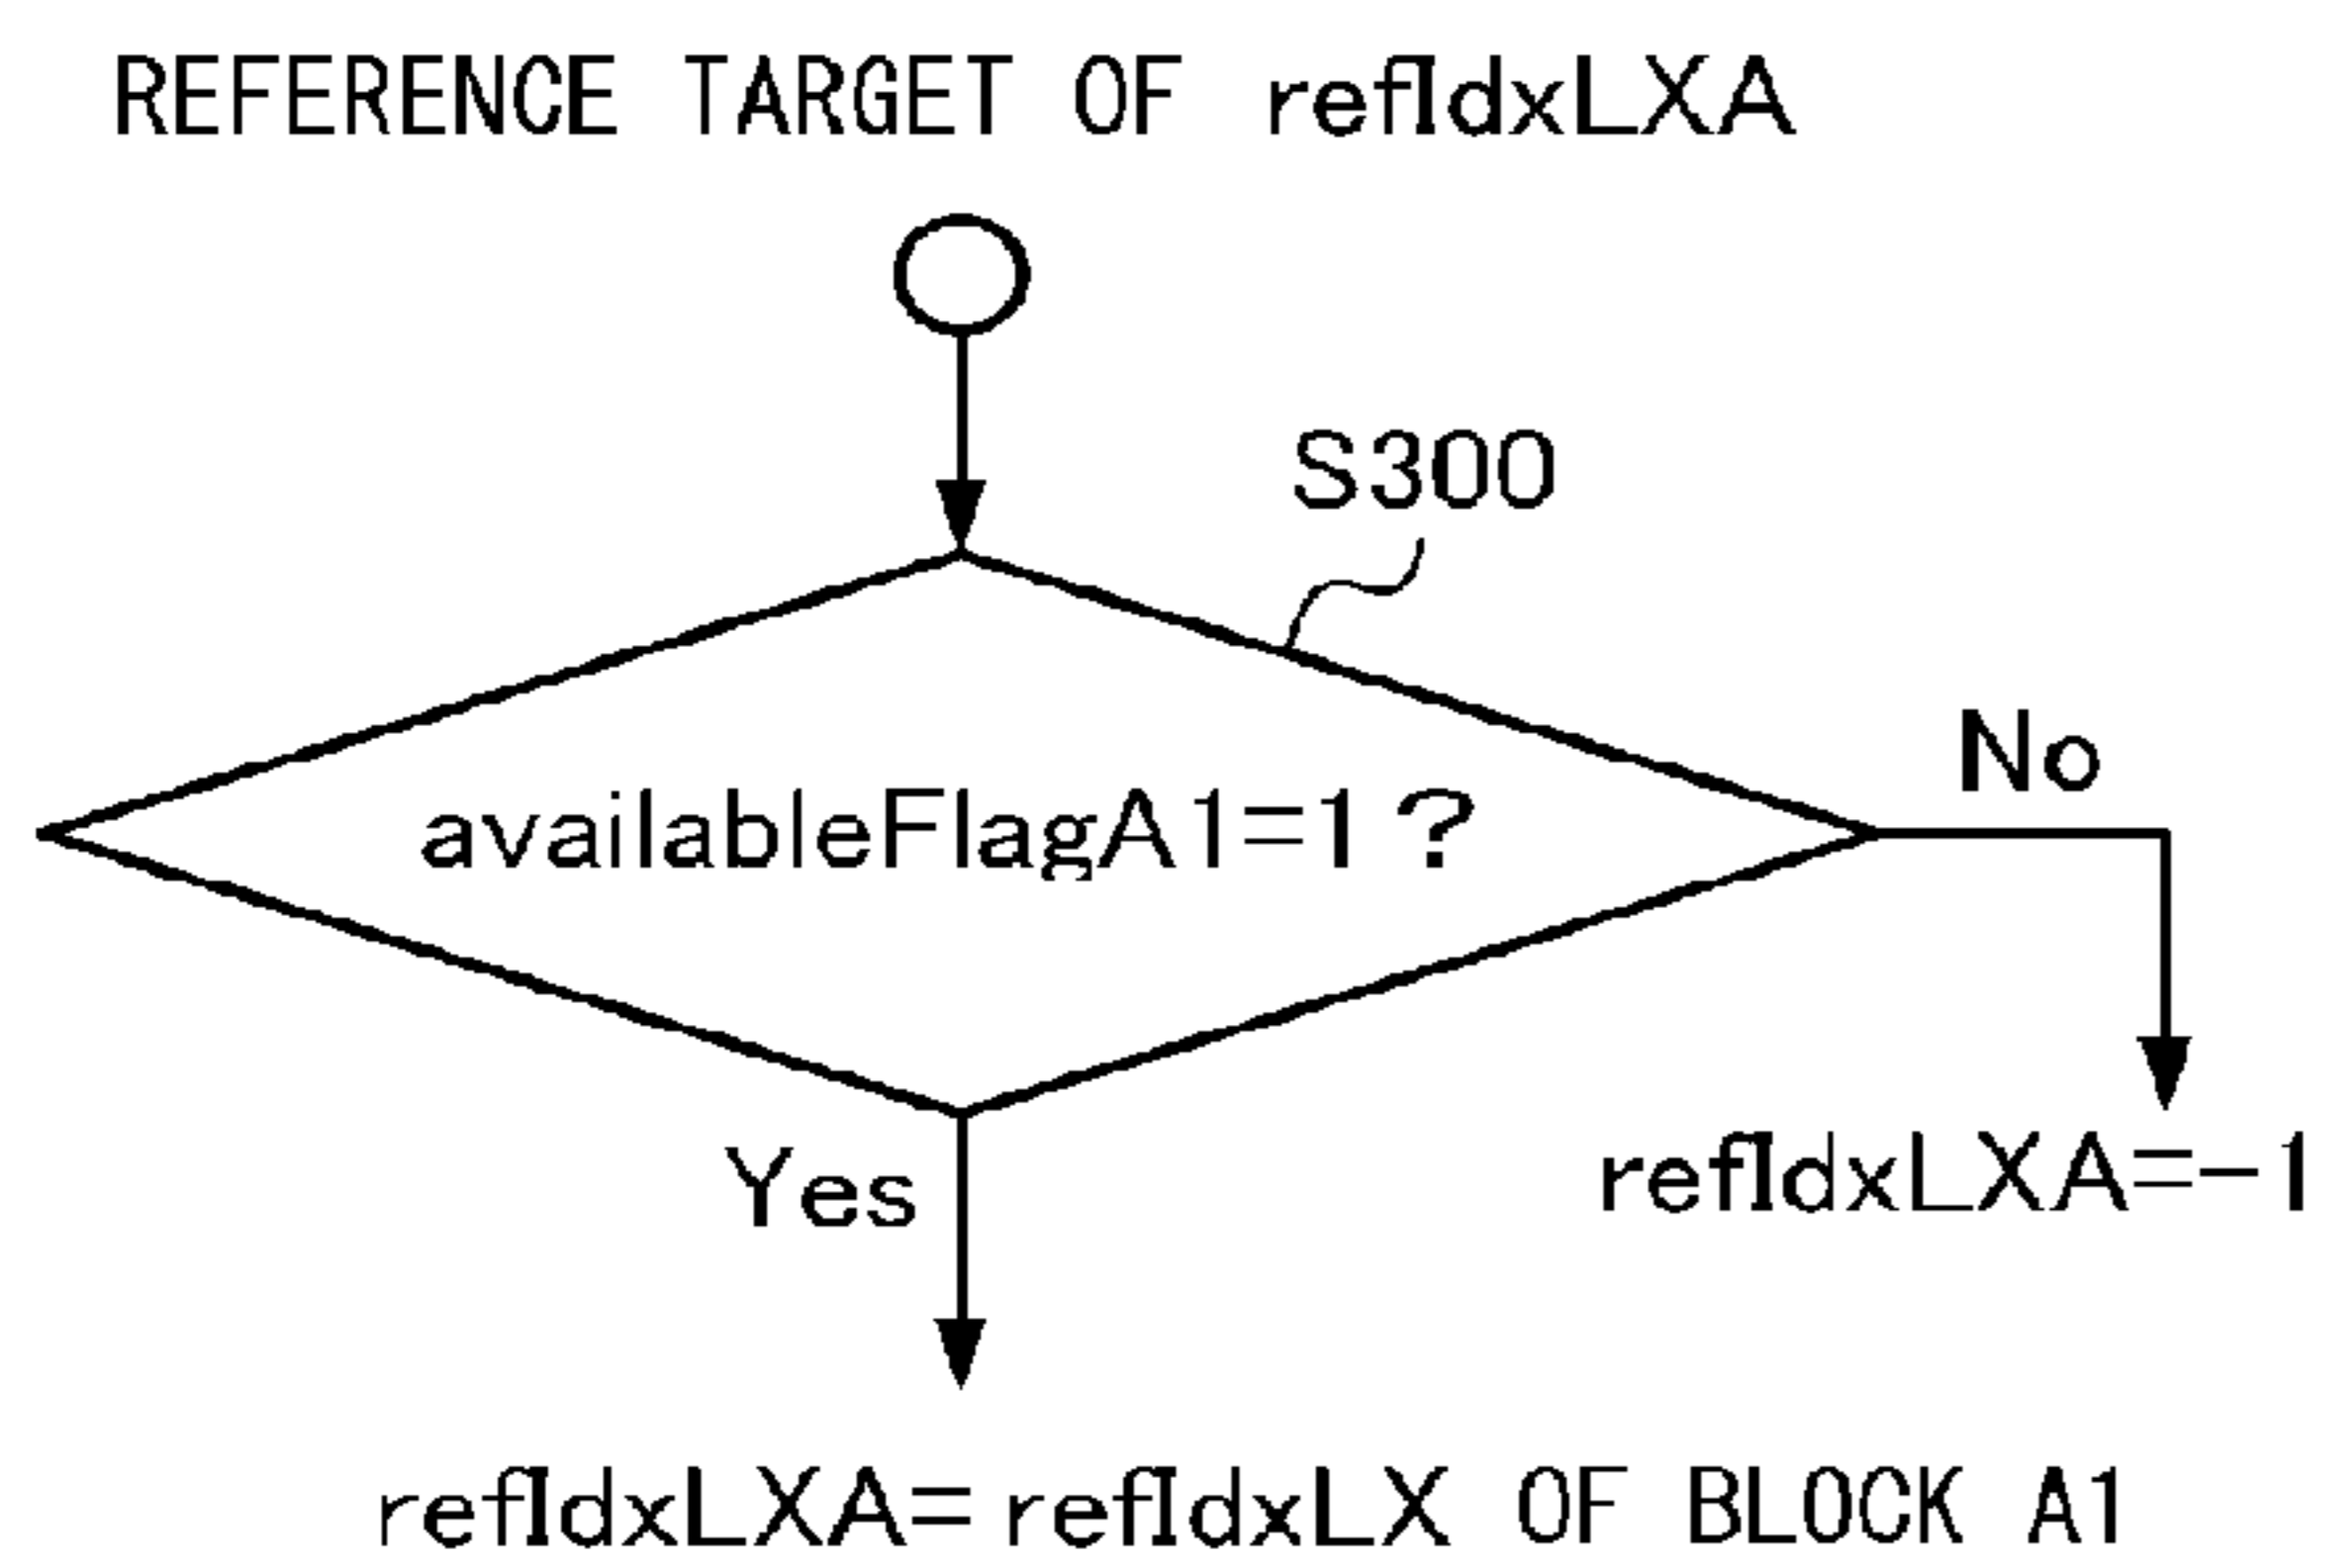 REFERENCE TARGET OF refIdxLXA
S300
No
availableFlagA1=1 ?
Yes
refIdxLXA=-1
refIdxLXA= refIdxLX OF BLOCK A1